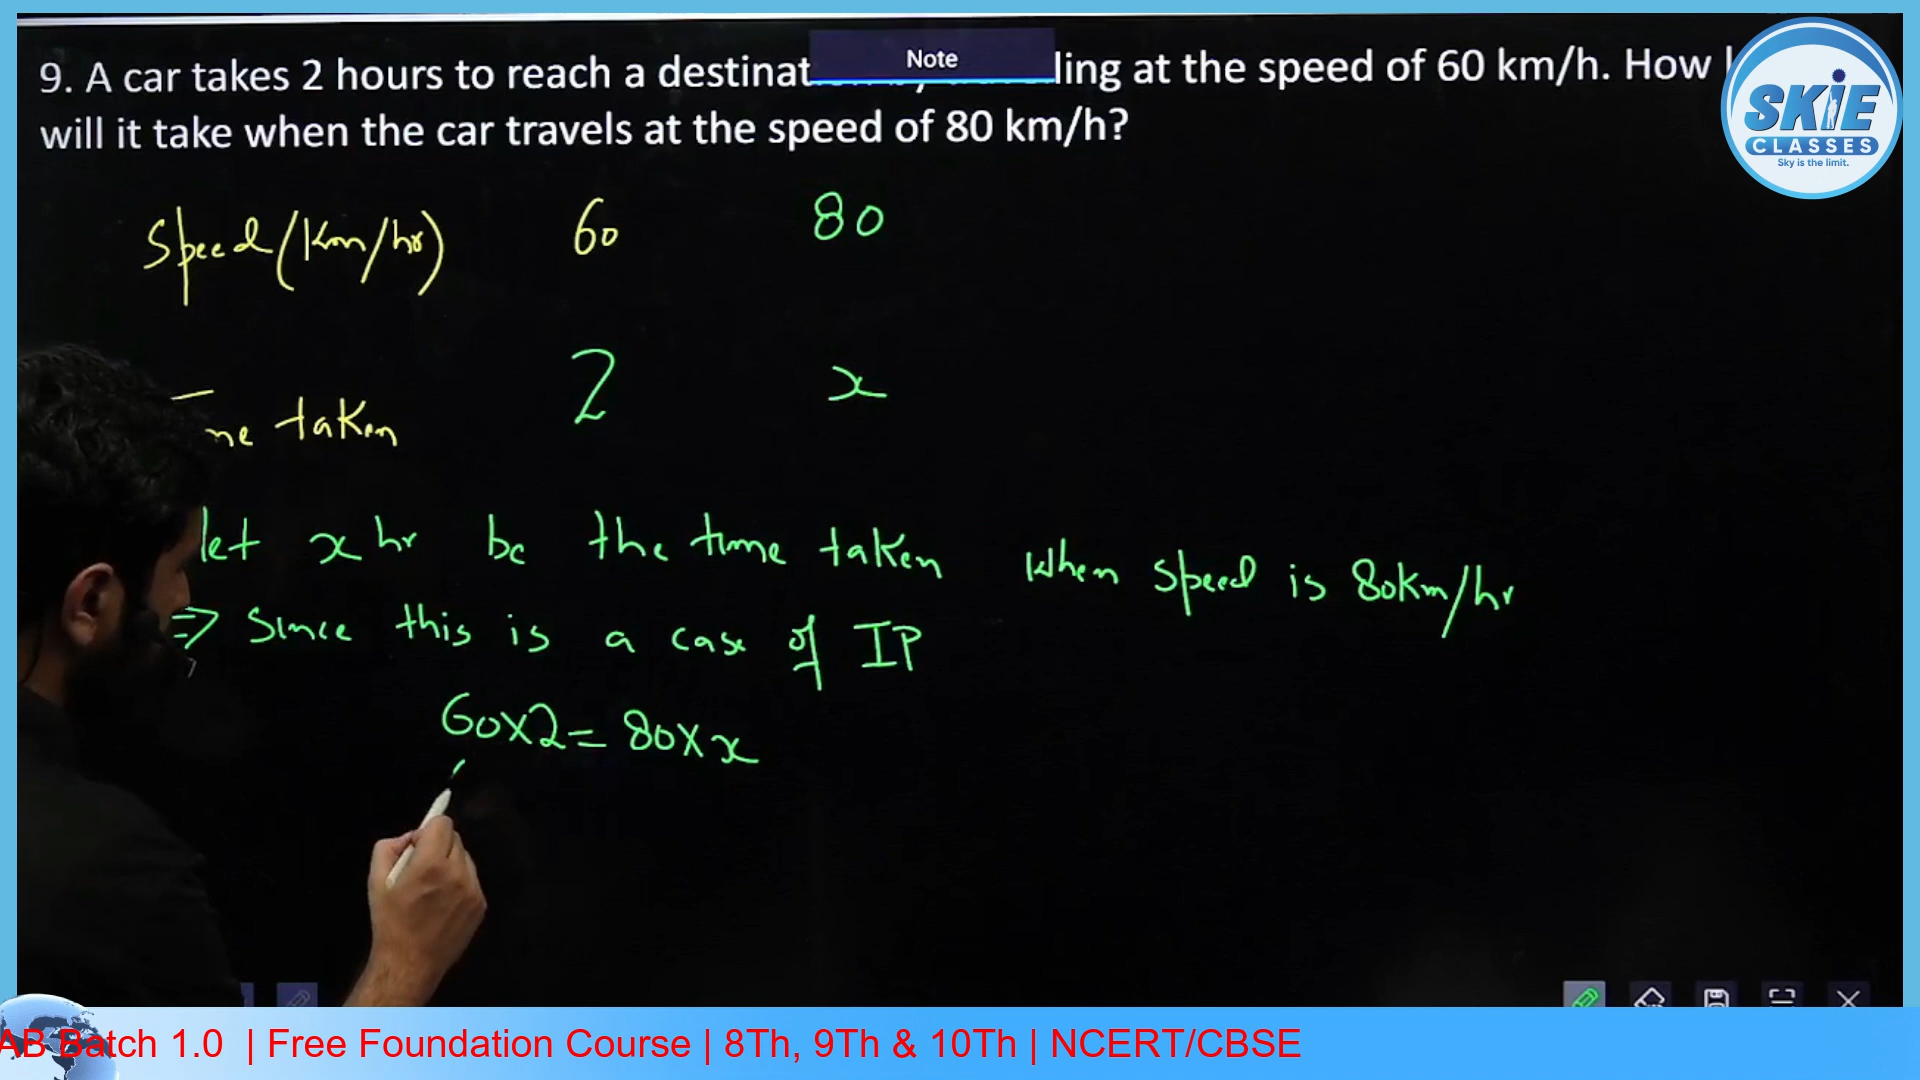 Note
9. A car takes 2 hours to reach a destinat lling at the speed of 60 km/h. How
will it take when the car travels at the speed of 80 km/h?
SKIE
CLASSES
Sky is the limit.
Speed (Km/hr) 60 80
taken 2 x
let x hr be the time taken when speed is 80km/hr
⇒ Since this is a case of IP
60×2=80×x
AB Batch 1.0 | Free Foundation Course | 8Th, 9Th & 10Th | NCERT/CBSE